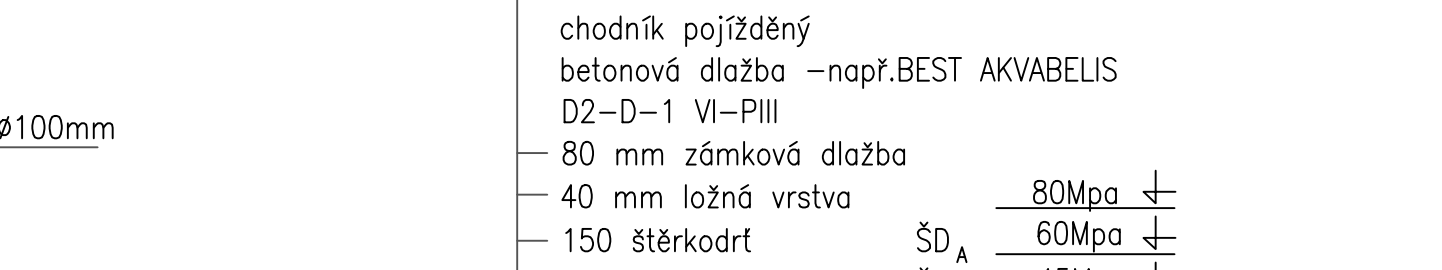 chodník pojížděný
betonová dlažba –např.BEST AKVABELIS
D2–D–1 VI–PIII
ø100mm
80 mm zámková dlažba
40 mm ložná vrstva 80Mpa
150 štěrkodrť ŠDA 60Mpa